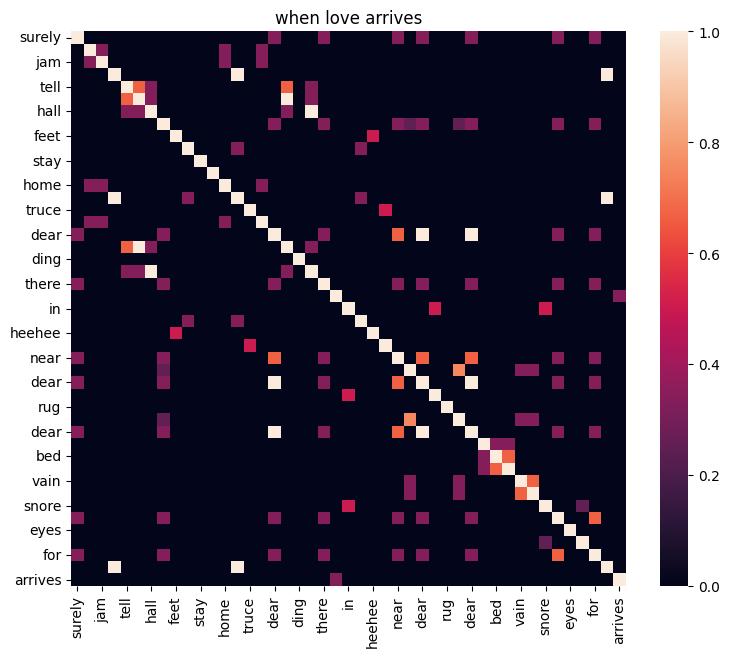 when love arrives
surely
jam
tell
hall
feet
stay
home
truce
dear
ding
there
in
heehee
near
dear
rug
dear
bed
vain
snore
eyes
for
arrives
1.0
0.8
0.6
0.4
0.2
0.0
surely
jam
tell
hall
feet
stay
home
truce
dear
ding
there
in
heehee
near
dear
rug
dear
bed
vain
snore
eyes
for
arrives